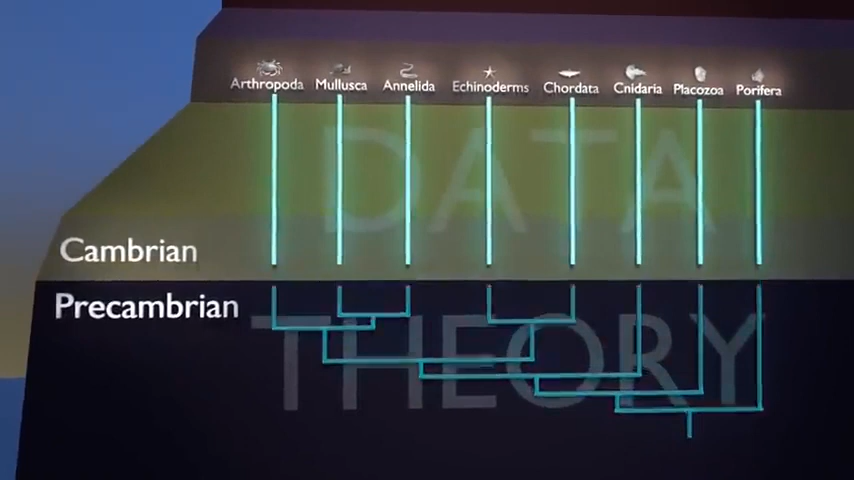 Arthropoda Mullusca Annelida Echinoderms Chordata Cnidaria Placozoa Porifera
DATA
Cambrian
Precambrian
THEORY